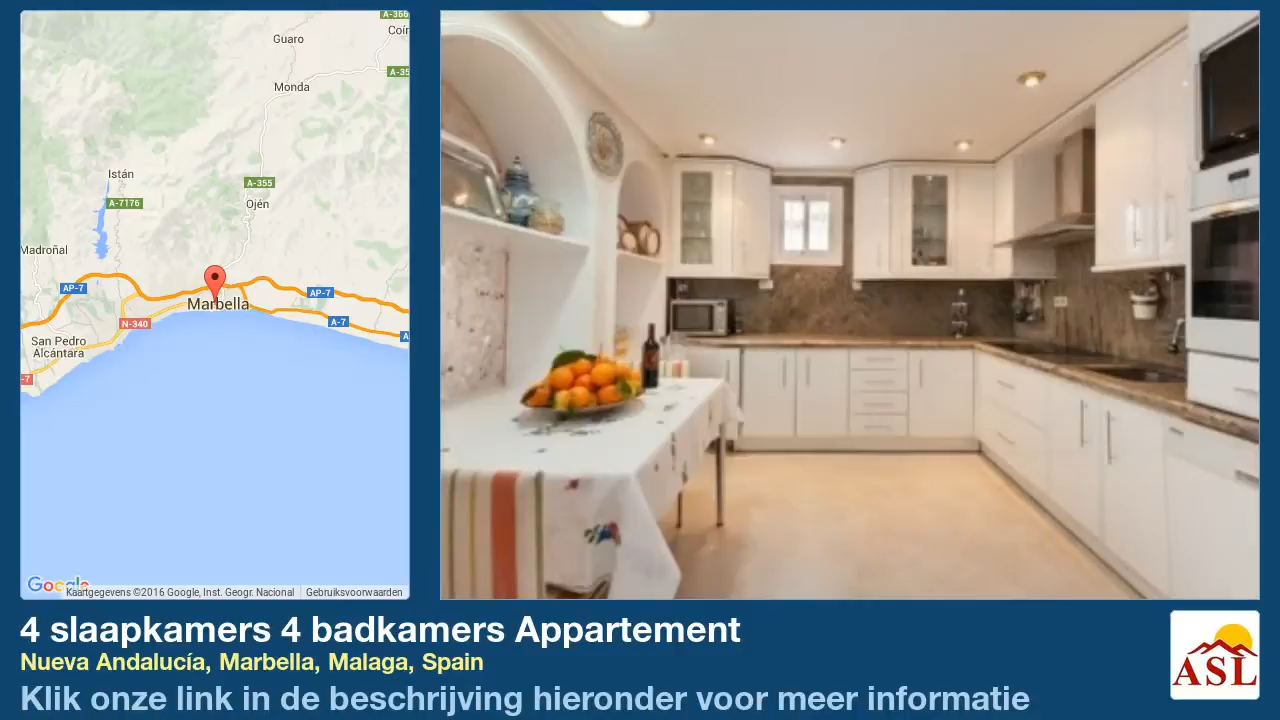 A-366
Coír
Guaro
A-35
Monda
Istán
A-355
A-7176
Ojén
Madroñal
AP-7
AP-7
Marbella
N-340
A-7
A
San Pedro
Alcántara
-7
Google
Kaartgegevens ©2016 Google, Inst. Geogr. Nacional
Gebruiksvoorwaarden
4 slaapkamers 4 badkamers Appartement
Nueva Andalucía, Marbella, Malaga, Spain
Klik onze link in de beschrijving hieronder voor meer informatie
ASL